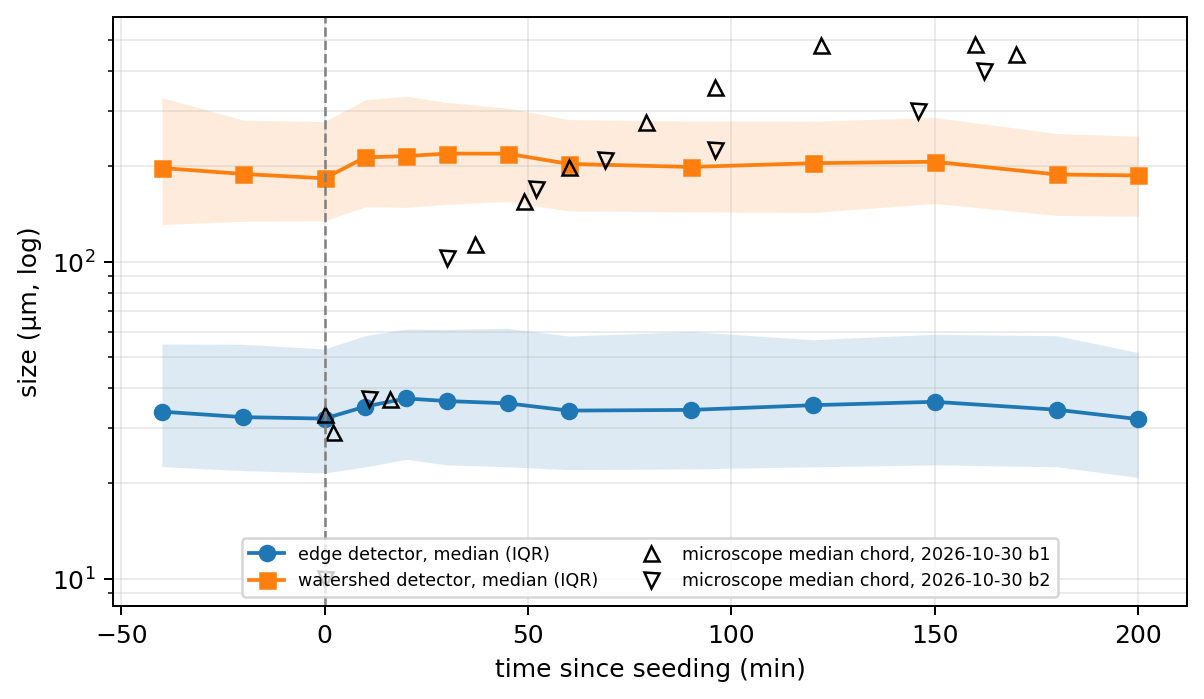 size (μm, log)
10²
10¹
edge detector, median (IQR)
watershed detector, median (IQR)
microscope median chord, 2026-10-30 b1
microscope median chord, 2026-10-30 b2
−50
0
50
100
150
200
time since seeding (min)